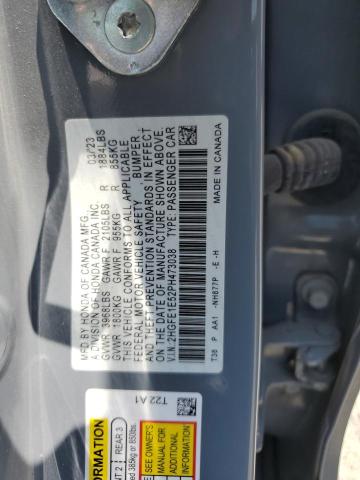 MFD BY HONDA OF CANADA MFG.
A DIVISION OF HONDA CANADA INC. 03/23
GVWR 3968LBS GAWR F 2105LBS R 1884LBS
GVWR 1800KG GAWR F 955KG R 855KG
THIS VEHICLE CONFORMS TO ALL APPLICABLE
FEDERAL MOTOR VEHICLE SAFETY, BUMPER,
AND THEFT PREVENTION STANDARDS IN EFFECT
ON THE DATE OF MANUFACTURE SHOWN ABOVE.
V.I.N.:2HGFE1E52PH473038 TYPE:PASSENGER CAR
MADE IN CANADA
T38 P AA1 -NH877P -E -H
T22 A1
REAR 3
SEE OWNER'S
MANUAL FOR
ADDITIONAL
INFORMATION